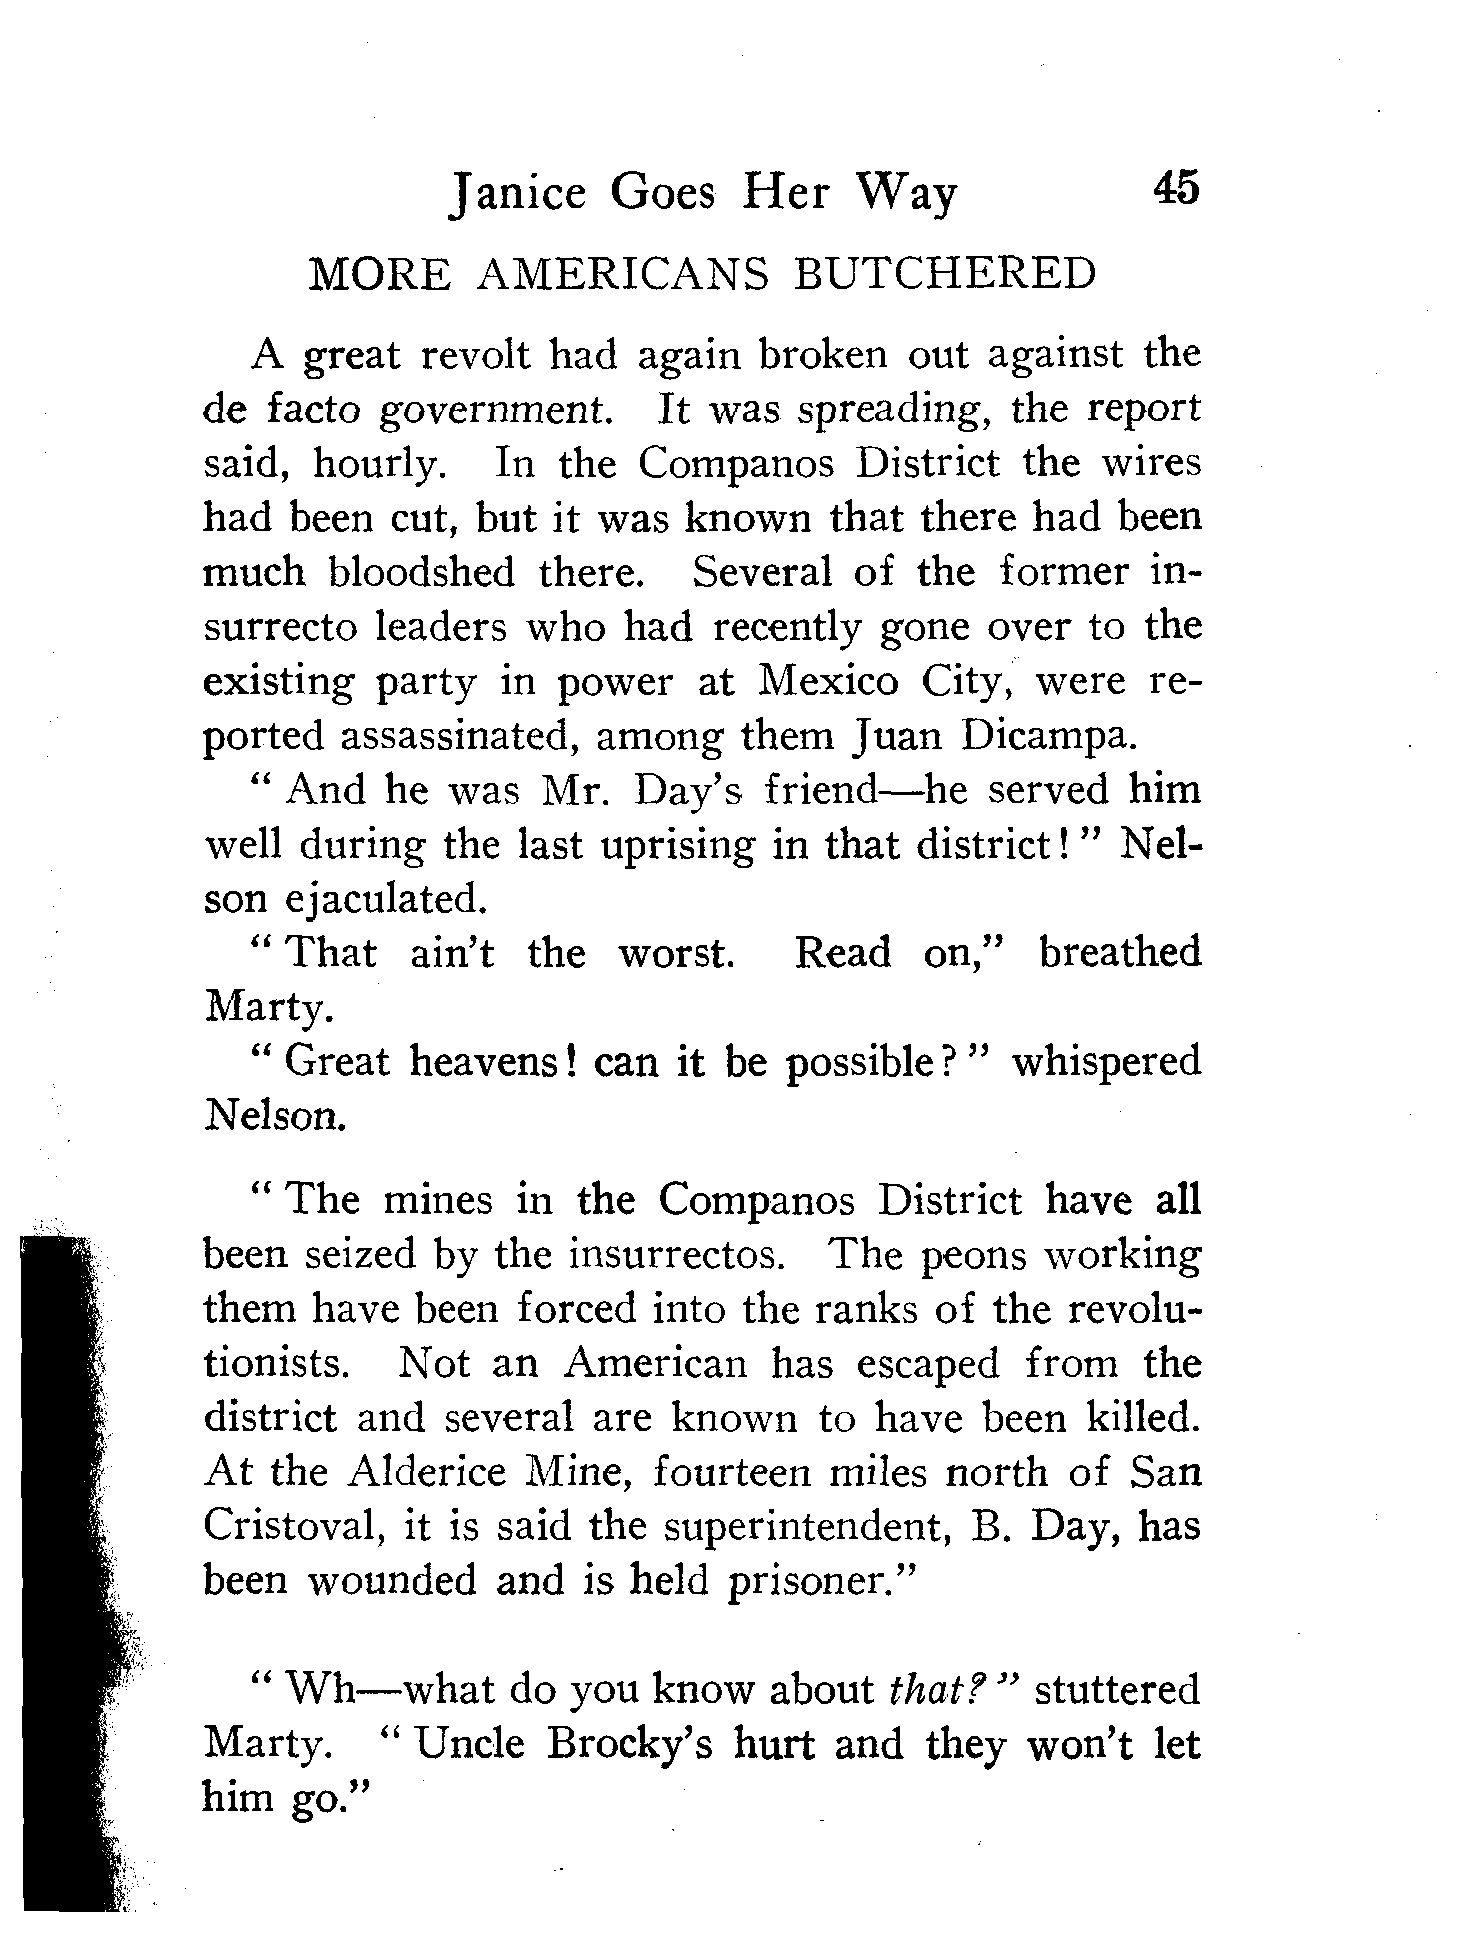 Janice Goes Her Way 45
MORE AMERICANS BUTCHERED
A great revolt had again broken out against the
de facto government. It was spreading, the report
said, hourly. In the Companos District the wires
had been cut, but it was known that there had been
much bloodshed there. Several of the former in-
surrecto leaders who had recently gone over to the
existing party in power at Mexico City, were re-
ported assassinated, among them Juan Dicampa.
" And he was Mr. Day's friend—he served him
well during the last uprising in that district! " Nel-
son ejaculated.
" That ain't the worst. Read on," breathed
Marty.
" Great heavens! can it be possible? " whispered
Nelson.
" The mines in the Companos District have all
been seized by the insurrectos. The peons working
them have been forced into the ranks of the revolu-
tionists. Not an American has escaped from the
district and several are known to have been killed.
At the Alderice Mine, fourteen miles north of San
Cristoval, it is said the superintendent, B. Day, has
been wounded and is held prisoner."
" Wh—what do you know about that? " stuttered
Marty. " Uncle Brocky's hurt and they won't let
him go."